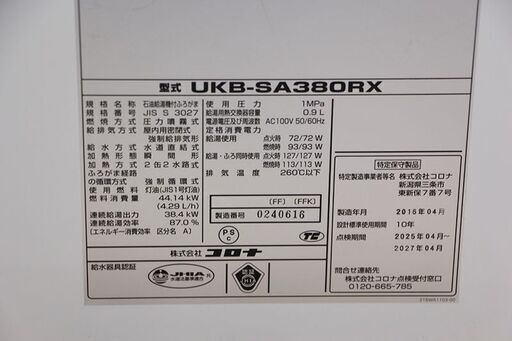 型式 UKB-SA380RX
規格名称 石油給湯機付ふろがま
規格番号 JIS S 3027
燃焼方式 圧力噴霧式
給排気方式 屋内用密閉式
強制給排気形
給水方式 水道直結式
加熱形態 瞬間形
加熱方式 2缶2水路式
ふろがま経路の循環方式 強制循環式
使用燃料 灯油(JIS1号灯油)
燃料消費量 44.14kW
(4.29L/h)
連続給湯出力 38.4kW
連続給湯効率 87.0%
(エネルギー消費効率 区分 A)
使用圧力 1MPa
給湯用熱交換器容量 0.9 L
電源電圧及び周波数 AC100V 50/60Hz
定格消費電力
給湯使用 点火時 72/72 W
燃焼時 93/93 W
給湯・ふろ同時使用 点火時 127/127 W
燃焼時 113/113 W
排気温度 260℃以下
(FF) (FFK)
製造番号 0240616
PS C
TC
株式会社 コロナ
給水器具認証
JHIA
水道法基準適合
認証
特定保守製品
特定製造事業者等名 株式会社コロナ
新潟県三条市
東新保7番7号
製造年月 2016年04月
設計標準使用期間 10年
点検期間 2025年04月~
2027年04月
問合せ連絡先
株式会社コロナ点検受付窓口
0120-665-785